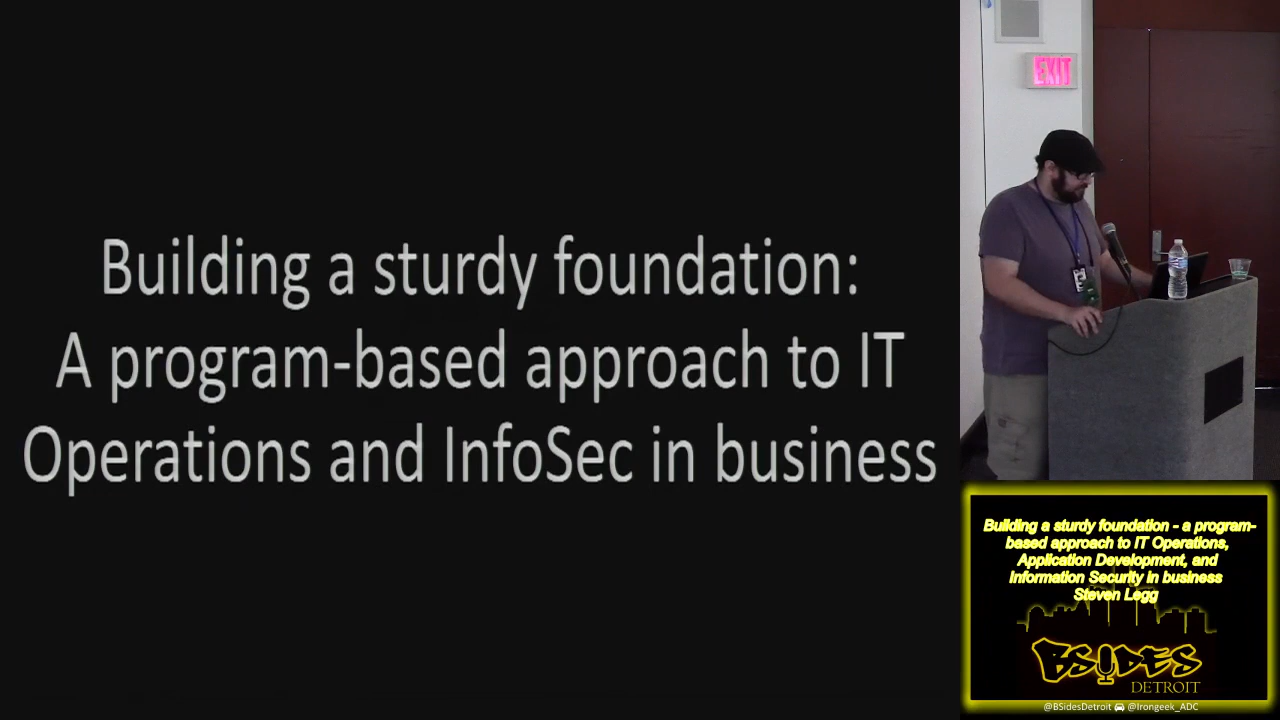 Building a sturdy foundation:
A program-based approach to IT
Operations and InfoSec in business
EXIT
Building a sturdy foundation - a program-
based approach to IT Operations,
Application Development, and
Information Security in business
Steven Legg
BSIDES
DETROIT
@BSidesDetroit @Irongeek_ADC